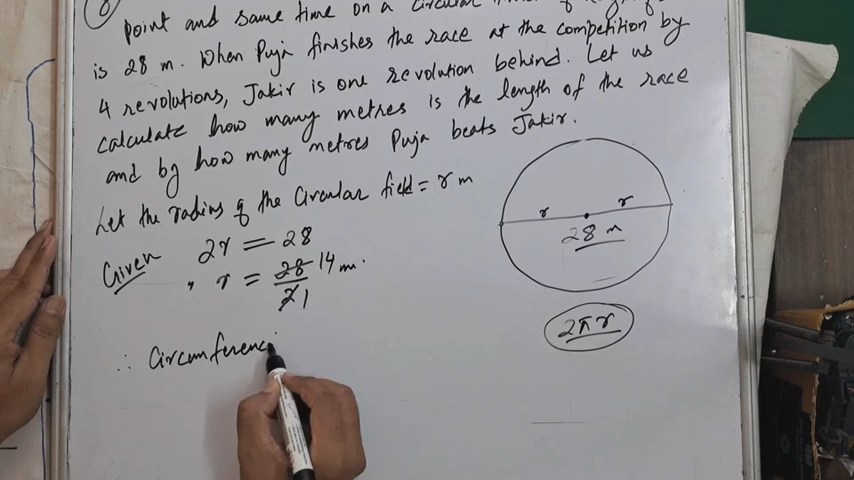 8
point and same time on a circular
is 28 m. When Puja finishes the race at the competition by
4 revolutions, Jakir is one revolution behind. Let us
calculate how many metres is the length of the race
and by how many metres Puja beats Jakir.
Let the radius of the Circular field = r m
Given 2r = 28
" r = 28/2 14 m.
1
∴ Circumferenc
r r
28 m
2πr